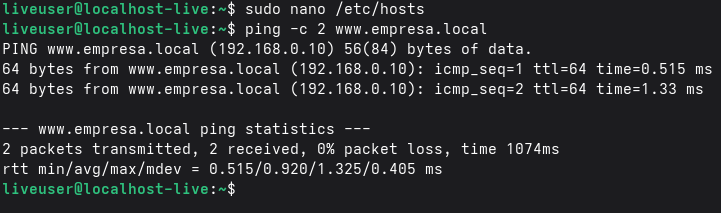 liveuser@localhost-live:~$ sudo nano /etc/hosts
liveuser@localhost-live:~$ ping -c 2 www.empresa.local
PING www.empresa.local (192.168.0.10) 56(84) bytes of data.
64 bytes from www.empresa.local (192.168.0.10): icmp_seq=1 ttl=64 time=0.515 ms
64 bytes from www.empresa.local (192.168.0.10): icmp_seq=2 ttl=64 time=1.33 ms

--- www.empresa.local ping statistics ---
2 packets transmitted, 2 received, 0% packet loss, time 1074ms
rtt min/avg/max/mdev = 0.515/0.920/1.325/0.405 ms
liveuser@localhost-live:~$